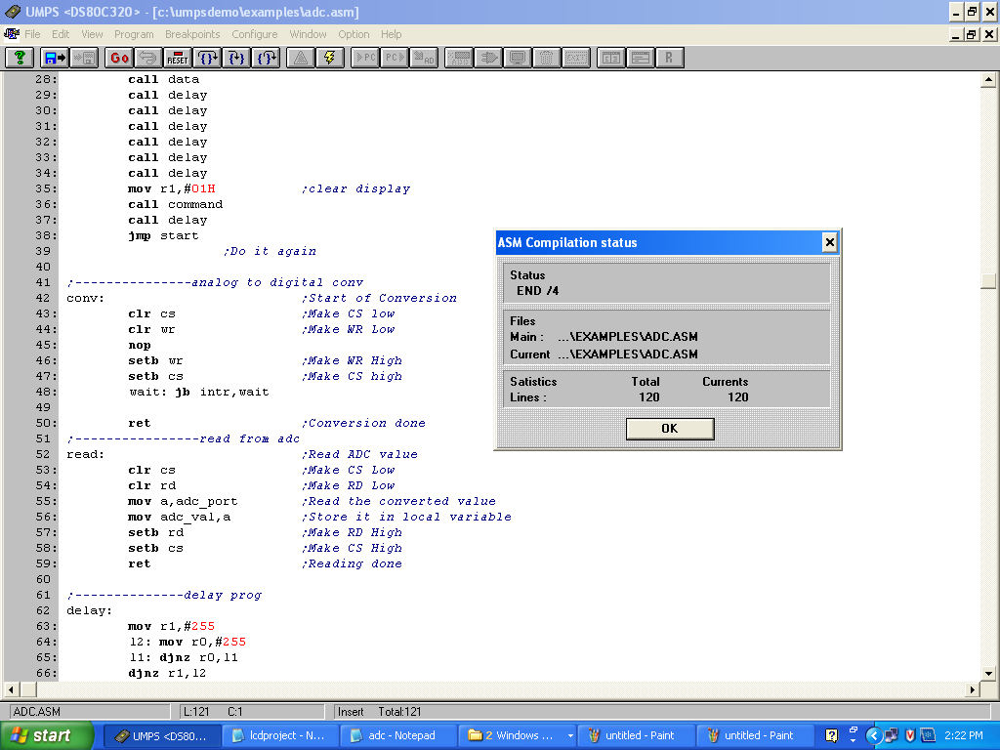 UMPS <DS80C320> - [c:\umpsdemo\examples\adc.asm]
File Edit View Program Breakpoints Configure Window Option Help
? Go RESET {} {} {} PC PC AD R
28: call data
29: call delay
30: call delay
31: call delay
32: call delay
33: call delay
34: call delay
35: mov r1,#01H ;clear display
36: call command
37: call delay
38: jmp start
39 ;Do it again
40
41 ;---------------analog to digital conv
42 conv: ;Start of Conversion
43: clr cs ;Make CS low
44: clr wr ;Make WR Low
45: nop
46: setb wr ;Make WR High
47: setb cs ;Make CS high
48: wait: jb intr,wait
49
50: ret ;Conversion done
51 ;----------------read from adc
52 read: ;Read ADC value
53: clr cs ;Make CS Low
54: clr rd ;Make RD Low
55: mov a,adc_port ;Read the converted value
56: mov adc_val,a ;Store it in local variable
57: setb rd ;Make RD High
58: setb cs ;Make CS High
59: ret ;Reading done
60
61 ;--------------delay prog
62 delay:
63: mov r1,#255
64: l2: mov r0,#255
65: l1: djnz r0,l1
66: djnz r1,l2
ASM Compilation status
Status
END /4
Files
Main : ...\EXAMPLES\ADC.ASM
Current ...\EXAMPLES\ADC.ASM
Satistics Total Currents
Lines : 120 120
OK
ADC.ASM L:121 C:1 Insert Total:121
start UMPS <DS80... lcdproject - N... adc - Notepad 2 Windows ... untitled - Paint untitled - Paint 2:22 PM